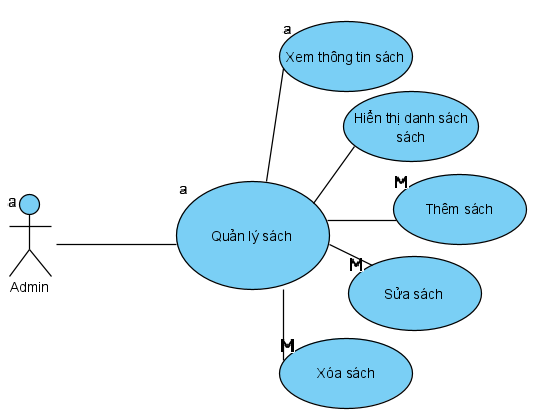 a
Xem thông tin sách
Hiển thị danh sách
sách
M
Thêm sách
a
Quản lý sách
a
Admin
M
Sửa sách
M
Xóa sách